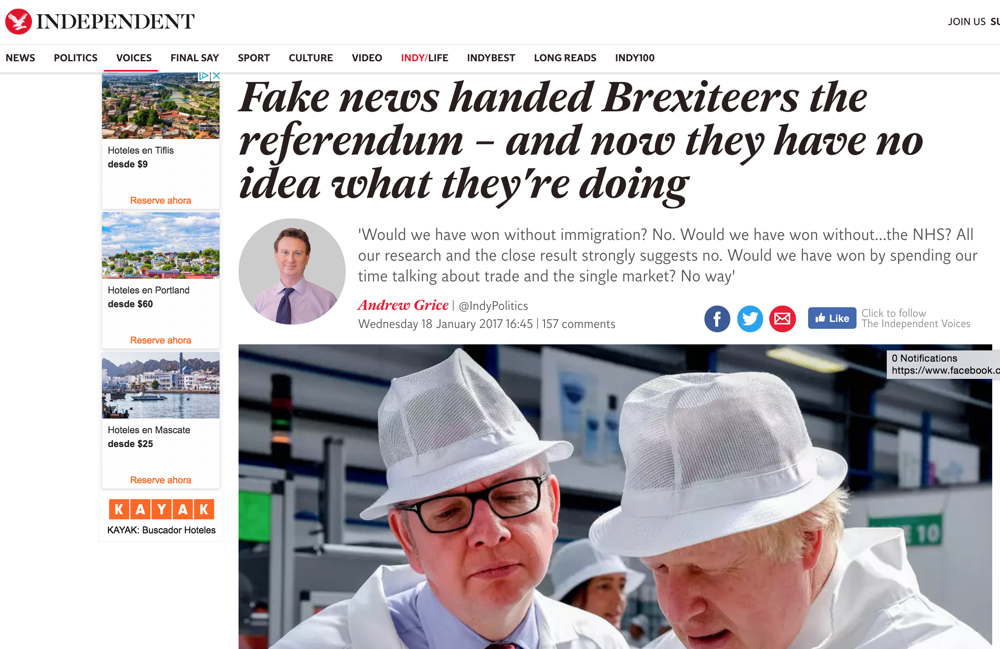 INDEPENDENT
JOIN US SU
NEWS POLITICS VOICES FINAL SAY SPORT CULTURE VIDEO INDY/LIFE INDYBEST LONG READS INDY100
Hoteles en Tiflis
desde $9
Reserve ahora
Hoteles en Portland
desde $60
Reserve ahora
Hoteles en Mascate
desde $25
Reserve ahora
KAYAK
KAYAK: Buscador Hoteles
Fake news handed Brexiteers the
referendum – and now they have no
idea what they're doing
'Would we have won without immigration? No. Would we have won without...the NHS? All
our research and the close result strongly suggests no. Would we have won by spending our
time talking about trade and the single market? No way'
Andrew Grice | @IndyPolitics
Wednesday 18 January 2017 16:45 | 157 comments
f
Like
Click to follow
The Independent Voices
0 Notifications
https://www.facebook.c
10